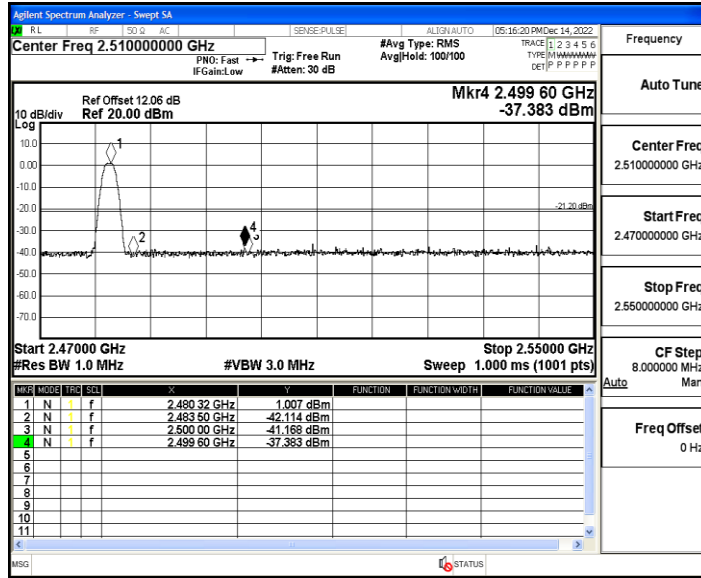 Agilent Spectrum Analyzer - Swept SA
RL RF 50 Ω AC SENSE:PULSE ALIGN AUTO 05:16:20 PM Dec 14, 2022
Center Freq 2.510000000 GHz
#Avg Type: RMS
TRACE 1 2 3 4 5 6
PNO: Fast Trig: Free Run Avg|Hold: 100/100
TYPE M WWWWW
IFGain:Low #Atten: 30 dB
DET P P P P P P
Frequency
Auto Tune
Center Freq
2.510000000 GHz
Start Freq
2.470000000 GHz
Stop Freq
2.550000000 GHz
CF Step
8.000000 MHz
Auto Man
Freq Offset
0 Hz
Mkr4 2.499 60 GHz
-37.383 dBm
Ref Offset 12.06 dB
10 dB/div Ref 20.00 dBm
Log
10.0
0.00
-10.0
-20.0
-30.0
-40.0
-50.0
-60.0
-70.0
1
2
4
3
-21.20 dBm
Start 2.47000 GHz Stop 2.55000 GHz
#Res BW 1.0 MHz #VBW 3.0 MHz Sweep 1.000 ms (1001 pts)
MKR MODE TRC SCL X Y FUNCTION FUNCTION WIDTH FUNCTION VALUE
1 N 1 f 2.480 32 GHz 1.007 dBm
2 N 1 f 2.483 50 GHz -42.114 dBm
3 N 1 f 2.500 00 GHz -41.168 dBm
4 N 1 f 2.499 60 GHz -37.383 dBm
5
6
7
8
9
10
11
MSG STATUS